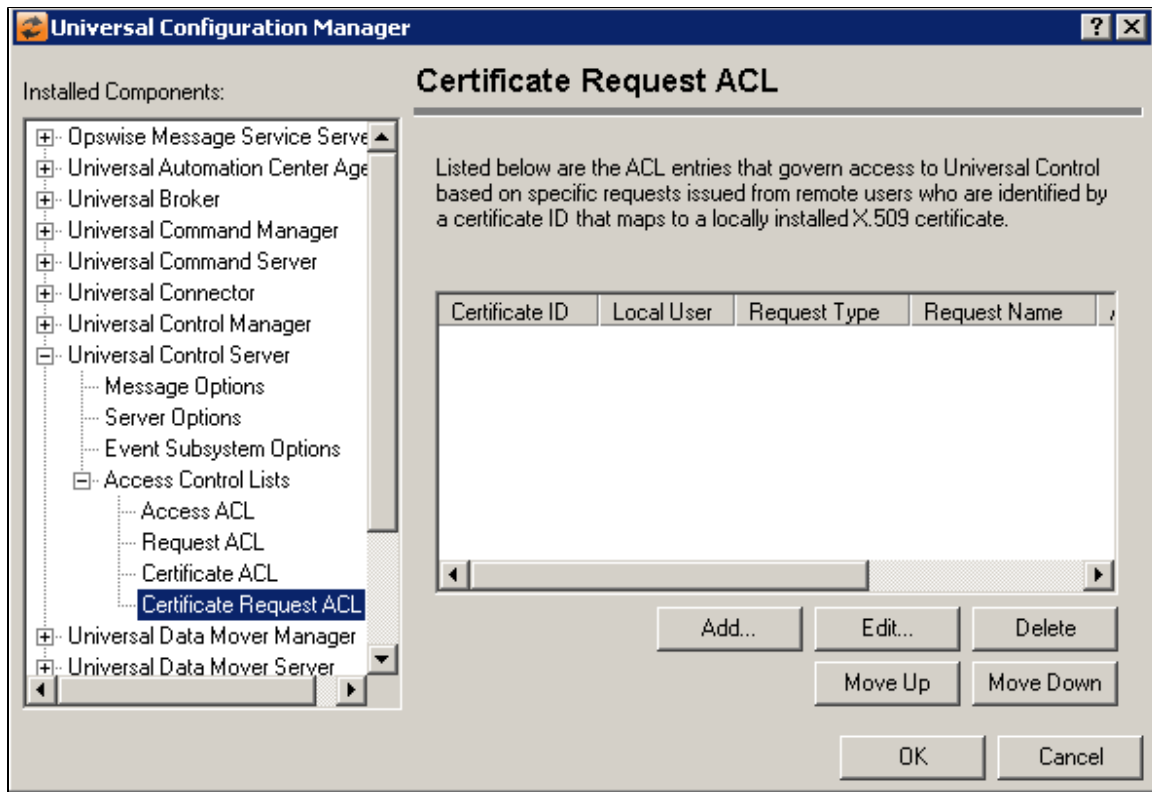 Universal Configuration Manager
Installed Components:
Opswise Message Service Serve
Universal Automation Center Age
Universal Broker
Universal Command Manager
Universal Command Server
Universal Connector
Universal Control Manager
Universal Control Server
Message Options
Server Options
Event Subsystem Options
Access Control Lists
Access ACL
Request ACL
Certificate ACL
Certificate Request ACL
Universal Data Mover Manager
Universal Data Mover Server
Certificate Request ACL
Listed below are the ACL entries that govern access to Universal Control
based on specific requests issued from remote users who are identified by
a certificate ID that maps to a locally installed X.509 certificate.
Certificate ID Local User Request Type Request Name
Add... Edit... Delete
Move Up Move Down
OK Cancel